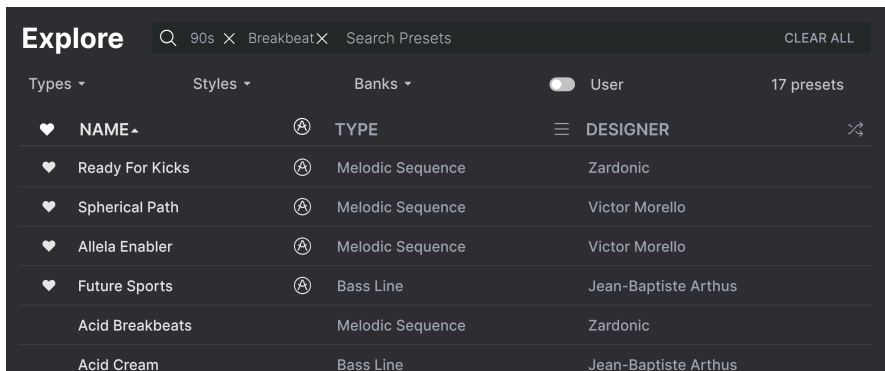 Explore 90s Breakbeat Search Presets CLEAR ALL
Types Styles Banks User 17 presets
NAME TYPE DESIGNER
Ready For Kicks Melodic Sequence Zardonic
Spherical Path Melodic Sequence Victor Morello
Allela Enabler Melodic Sequence Victor Morello
Future Sports Bass Line Jean-Baptiste Arthus
Acid Breakbeats Melodic Sequence Zardonic
Acid Cream Bass Line Jean-Baptiste Arthus